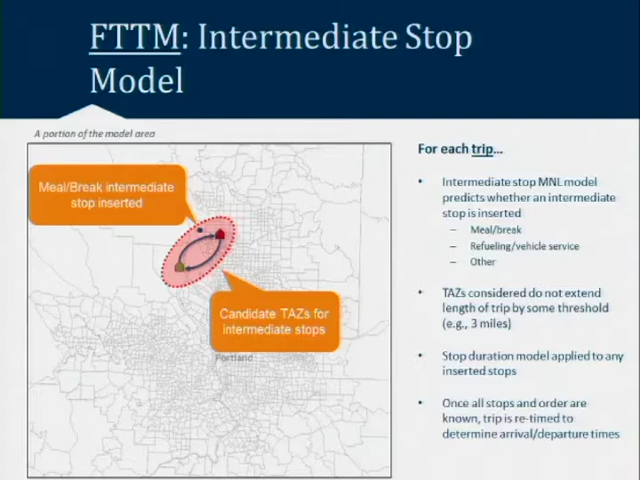 FTTM: Intermediate Stop
Model
A portion of the model area
Meal/Break intermediate
stop inserted
Candidate TAZs for
intermediate stops
Portland
For each trip...
• Intermediate stop MNL model
predicts whether an intermediate
stop is inserted
– Meal/break
– Refueling/vehicle service
– Other
• TAZs considered do not extend
length of trip by some threshold
(e.g., 3 miles)
• Stop duration model applied to any
inserted stops
• Once all stops and order are
known, trip is re-timed to
determine arrival/departure times